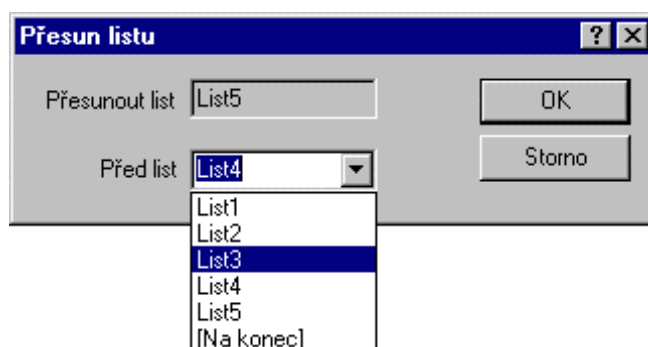 Přesun listu
Přesunout list List5 OK
Před list List4 Storno
List1
List2
List3
List4
List5
[Na konec]